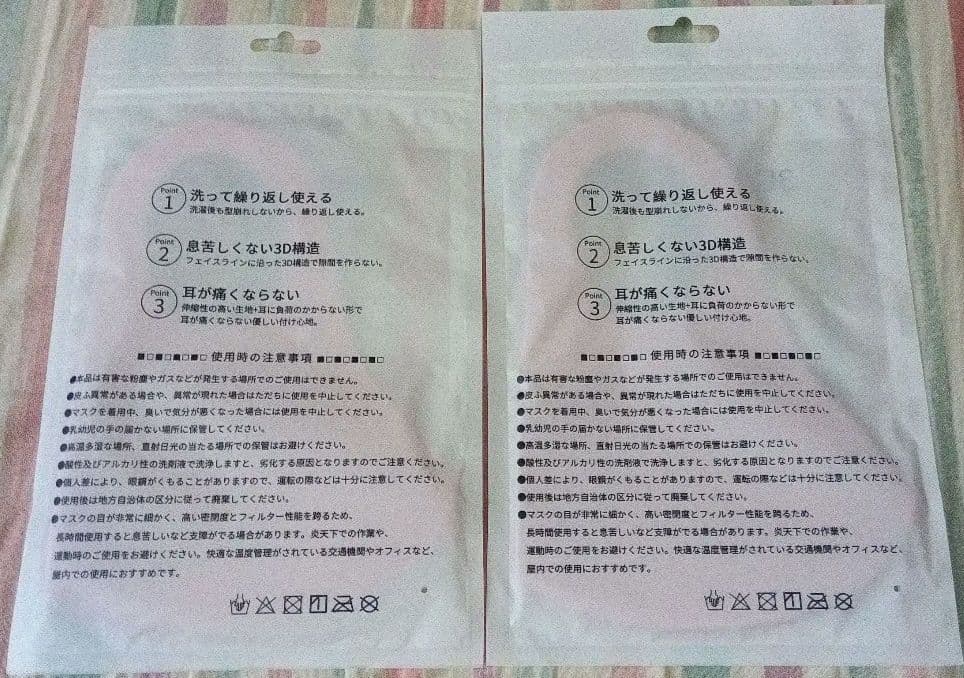 Point
1
洗って繰り返し使える
洗濯後も型崩れしないから、繰り返し使える。
Point
2
息苦しくない3D構造
フェイスラインに沿った3D構造で隙間を作らない。
Point
3
耳が痛くならない
伸縮性の高い生地+耳に負荷のかからない形で
耳が痛くならない優しい付け心地。
■□■□■□□ 使用時の注意事項 ■□■□■□■□
●本品は有害な粉塵やガスなどが発生する場所でのご使用はできません。
●皮ふ異常がある場合や、異常が現れた場合はただちに使用を中止してください。
●マスクを着用中、臭いで気分が悪くなった場合には使用を中止してください。
●乳幼児の手の届かない場所に保管してください。
●高温多湿な場所、直射日光の当たる場所での保管はお避けください。
●酸性及びアルカリ性の洗剤液で洗浄しますと、劣化する原因となりますのでご注意ください。
●個人差により、眼鏡がくもることがありますので、運転の際などは十分に注意してください。
●使用後は地方自治体の区分に従って廃棄してください。
●マスクの目が非常に細かく、高い密閉度とフィルター性能を誇るため、
長時間使用すると息苦しいなど支障がでる場合があります。炎天下での作業や、
運動時のご使用をお避けください。快適な温度管理がされている交通機関やオフィスなど、
屋内での使用におすすめです。
Point
1
洗って繰り返し使える
洗濯後も型崩れしないから、繰り返し使える。
Point
2
息苦しくない3D構造
フェイスラインに沿った3D構造で隙間を作らない。
Point
3
耳が痛くならない
伸縮性の高い生地+耳に負荷のかからない形で
耳が痛くならない優しい付け心地。
■□■□■□□ 使用時の注意事項 ■□■□■□■□
●本品は有害な粉塵やガスなどが発生する場所でのご使用はできません。
●皮ふ異常がある場合や、異常が現れた場合はただちに使用を中止してください。
●マスクを着用中、臭いで気分が悪くなった場合には使用を中止してください。
●乳幼児の手の届かない場所に保管してください。
●高温多湿な場所、直射日光の当たる場所での保管はお避けください。
●酸性及びアルカリ性の洗剤液で洗浄しますと、劣化する原因となりますのでご注意ください。
●個人差により、眼鏡がくもることがありますので、運転の際などは十分に注意してください。
●使用後は地方自治体の区分に従って廃棄してください。
●マスクの目が非常に細かく、高い密閉度とフィルター性能を誇るため、
長時間使用すると息苦しいなど支障がでる場合があります。炎天下での作業や、
運動時のご使用をお避けください。快適な温度管理がされている交通機関やオフィスなど、
屋内での使用におすすめです。